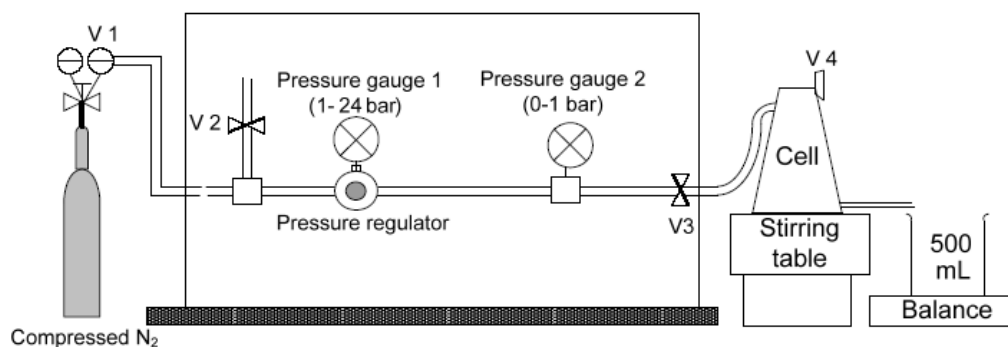 V 1
Pressure gauge 1
(1- 24 bar)
Pressure gauge 2
(0-1 bar)
V 4
V 2
Cell
Pressure regulator
V3
Stirring
table
500
mL
Balance
Compressed N₂